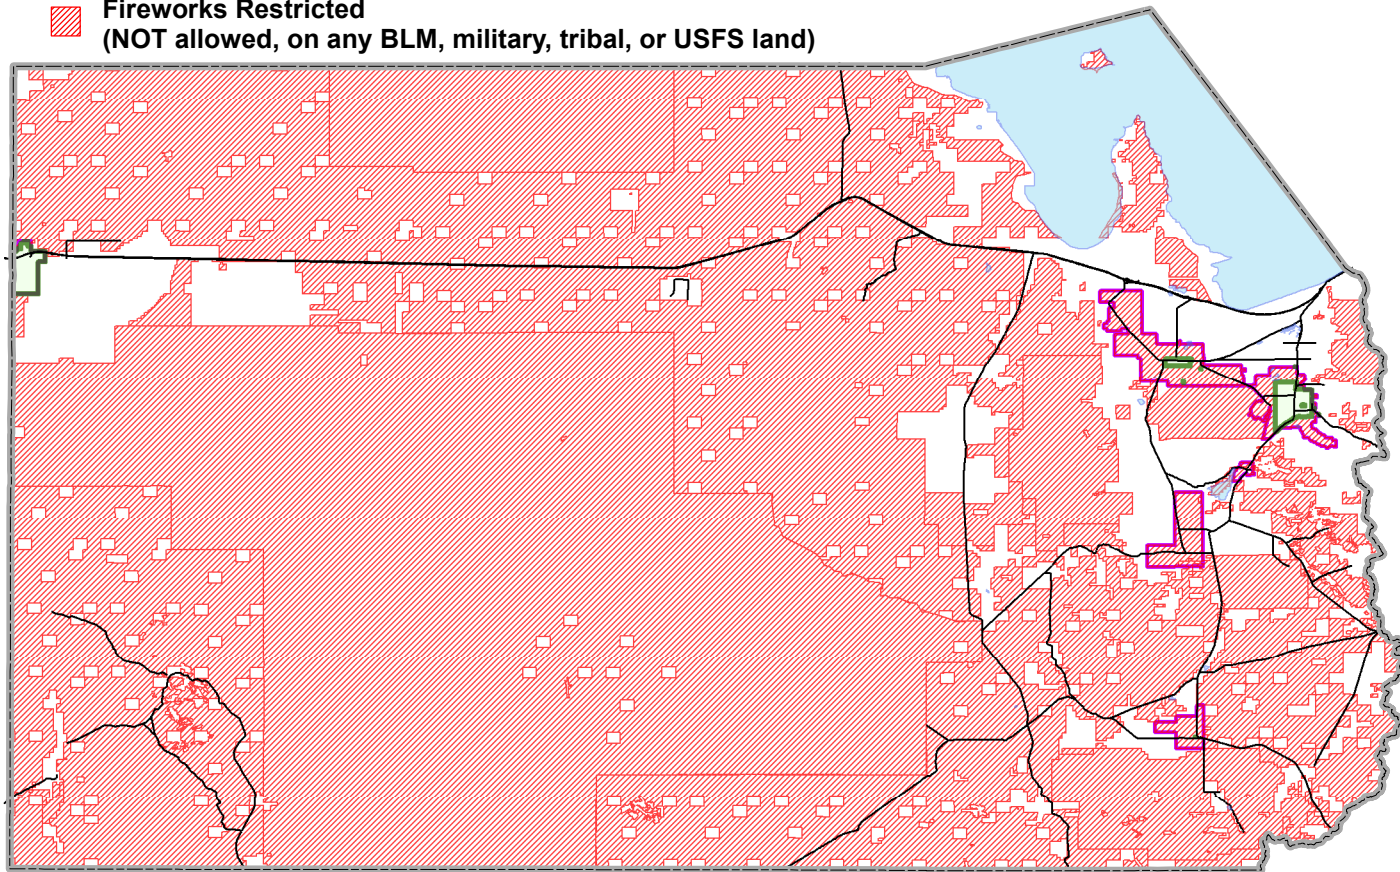 Fireworks Restricted
(NOT allowed, on any BLM, military, tribal, or USFS land)